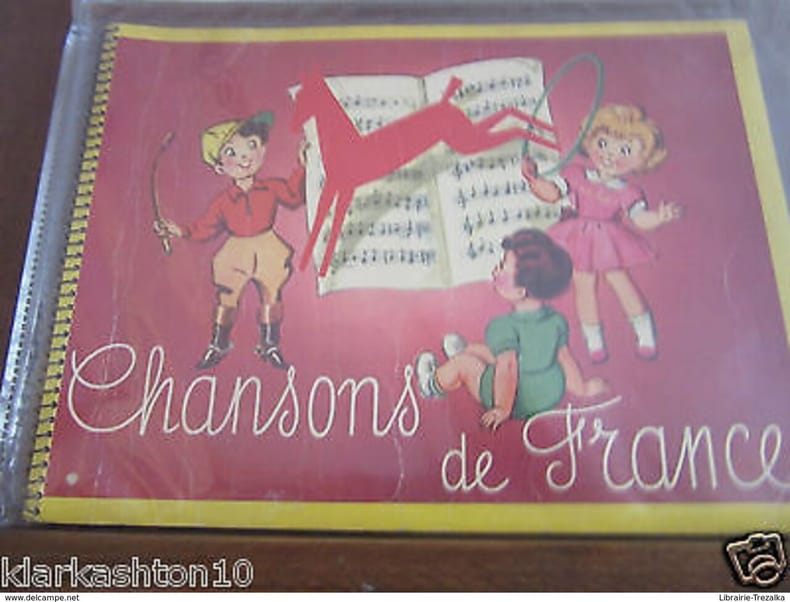 Chansons
de France
klarkashton10
www.delcampe.net
Librairie-Trezalka